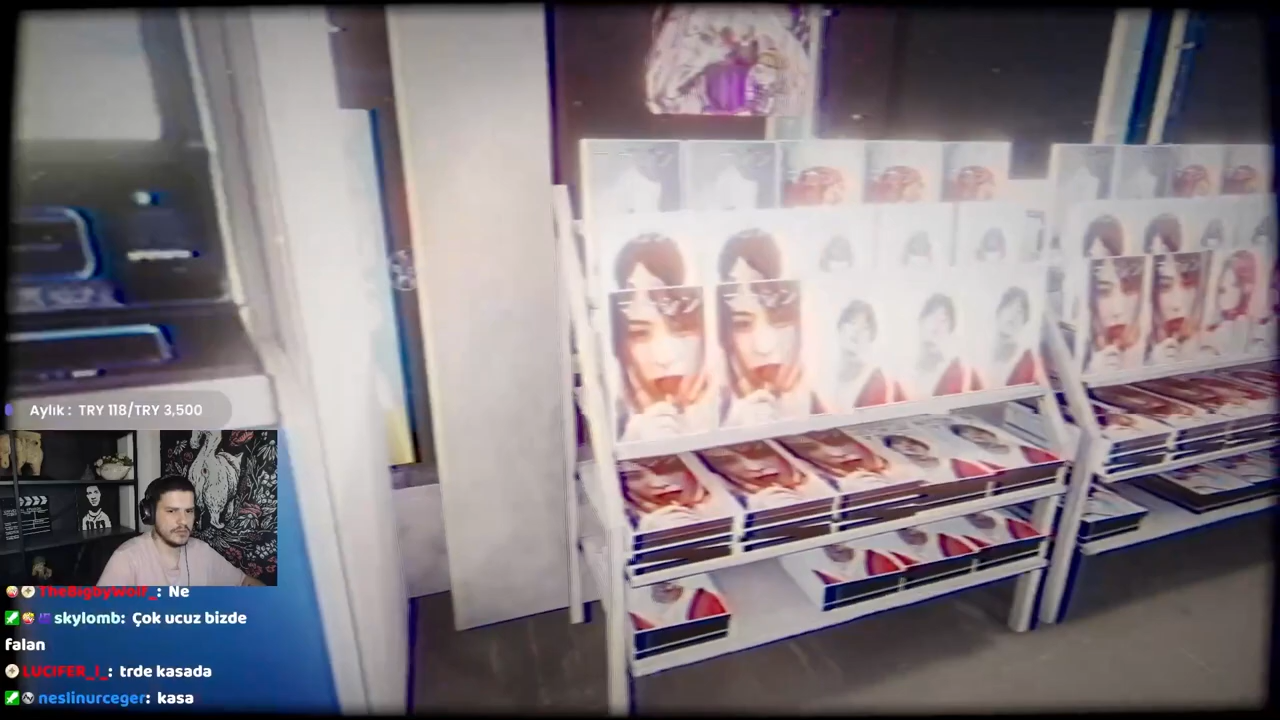 Aylık : TRY 118/TRY 3,500
TheBigbyWolf_: Ne
skylomb: Çok ucuz bizde
falan
LUCIFER_i_: trde kasada
neslinurceger: kasa